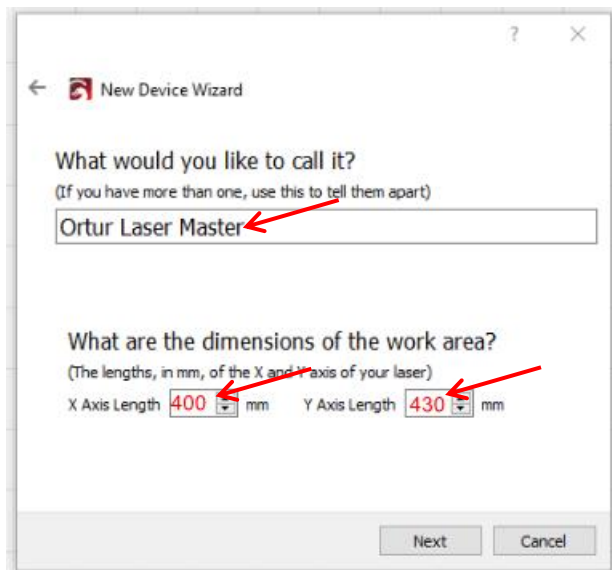 ?
New Device Wizard
What would you like to call it?
(If you have more than one, use this to tell them apart)
Ortur Laser Master
What are the dimensions of the work area?
(The lengths, in mm, of the X and Y axis of your laser)
X Axis Length 400 mm Y Axis Length 430 mm
Next Cancel